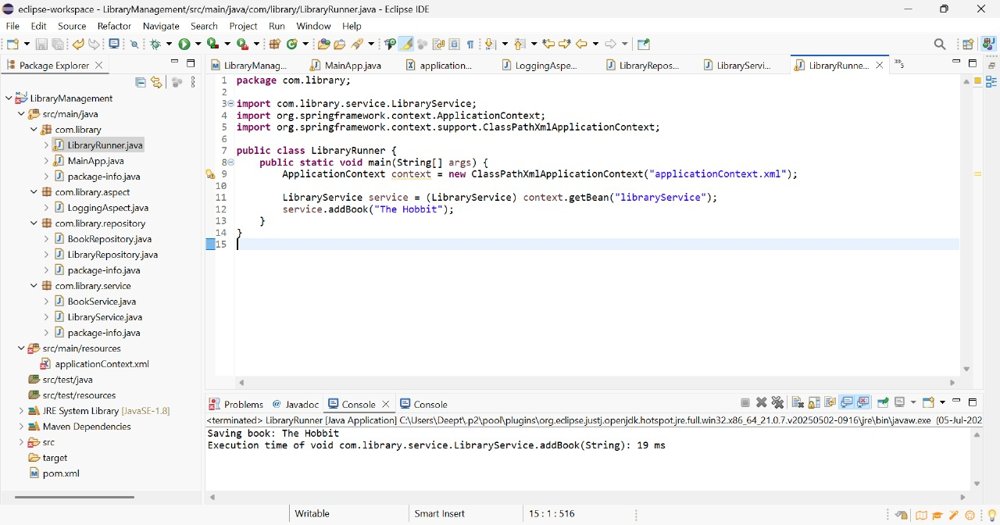 eclipse-workspace - LibraryManagement/src/main/java/com/library/LibraryRunner.java - Eclipse IDE
File Edit Source Refactor Navigate Search Project Run Window Help
Package Explorer
LibraryManag... MainApp.java application... LoggingAspe... LibraryRepos... LibraryServi... LibraryRunne... »5
LibraryManagement
src/main/java
com.library
LibraryRunner.java
MainApp.java
package-info.java
com.library.aspect
LoggingAspect.java
com.library.repository
BookRepository.java
LibraryRepository.java
package-info.java
com.library.service
BookService.java
LibraryService.java
package-info.java
src/main/resources
applicationContext.xml
src/test/java
src/test/resources
JRE System Library [JavaSE-1.8]
Maven Dependencies
src
target
pom.xml
1 package com.library;
2
3 import com.library.service.LibraryService;
4 import org.springframework.context.ApplicationContext;
5 import org.springframework.context.support.ClassPathXmlApplicationContext;
6
7 public class LibraryRunner {
8 public static void main(String[] args) {
9 ApplicationContext context = new ClassPathXmlApplicationContext("applicationContext.xml");
10
11 LibraryService service = (LibraryService) context.getBean("libraryService");
12 service.addBook("The Hobbit");
13 }
14 }
15
Problems Javadoc Console Console
<terminated> LibraryRunner [Java Application] C:\Users\Deept\.p2\pool\plugins\org.eclipse.justj.openjdk.hotspot.jre.full.win32.x86_64_21.0.7.v20250502-0916\jre\bin\javaw.exe (05-Jul-202
Saving book: The Hobbit
Execution time of void com.library.service.LibraryService.addBook(String): 19 ms
Writable Smart Insert 15 : 1 : 516